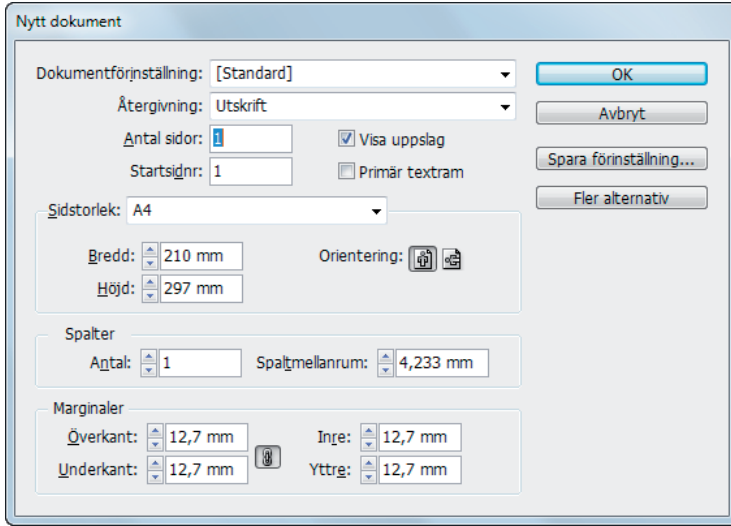 Nytt dokument
Dokumentförinställning: [Standard]
OK
Återgivning: Utskrift
Avbryt
Antal sidor: 1
Visa uppslag
Startsidnr: 1
Primär textram
Spara förinställning...
Fler alternativ
Sidstorlek: A4
Bredd: 210 mm
Orientering:
Höjd: 297 mm
Spalter
Antal: 1
Spaltmellanrum: 4,233 mm
Marginaler
Överkant: 12,7 mm
Inre: 12,7 mm
Underkant: 12,7 mm
Yttre: 12,7 mm